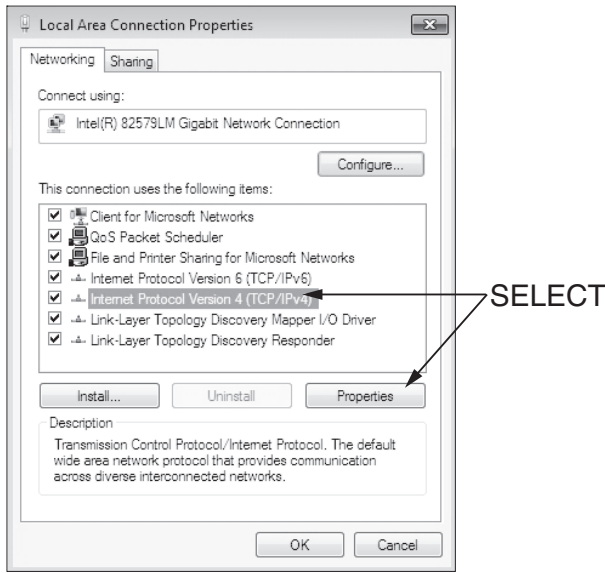 Local Area Connection Properties
Networking
Sharing
Connect using:
Intel(R) 82579LM Gigabit Network Connection
Configure...
This connection uses the following items:
Client for Microsoft Networks
QoS Packet Scheduler
File and Printer Sharing for Microsoft Networks
Internet Protocol Version 6 (TCP/IPv6)
Internet Protocol Version 4 (TCP/IPv4)
SELECT
Link-Layer Topology Discovery Mapper I/O Driver
Link-Layer Topology Discovery Responder
Install...
Uninstall
Properties
Description
Transmission Control Protocol/Internet Protocol. The default
wide area network protocol that provides communication
across diverse interconnected networks.
OK
Cancel